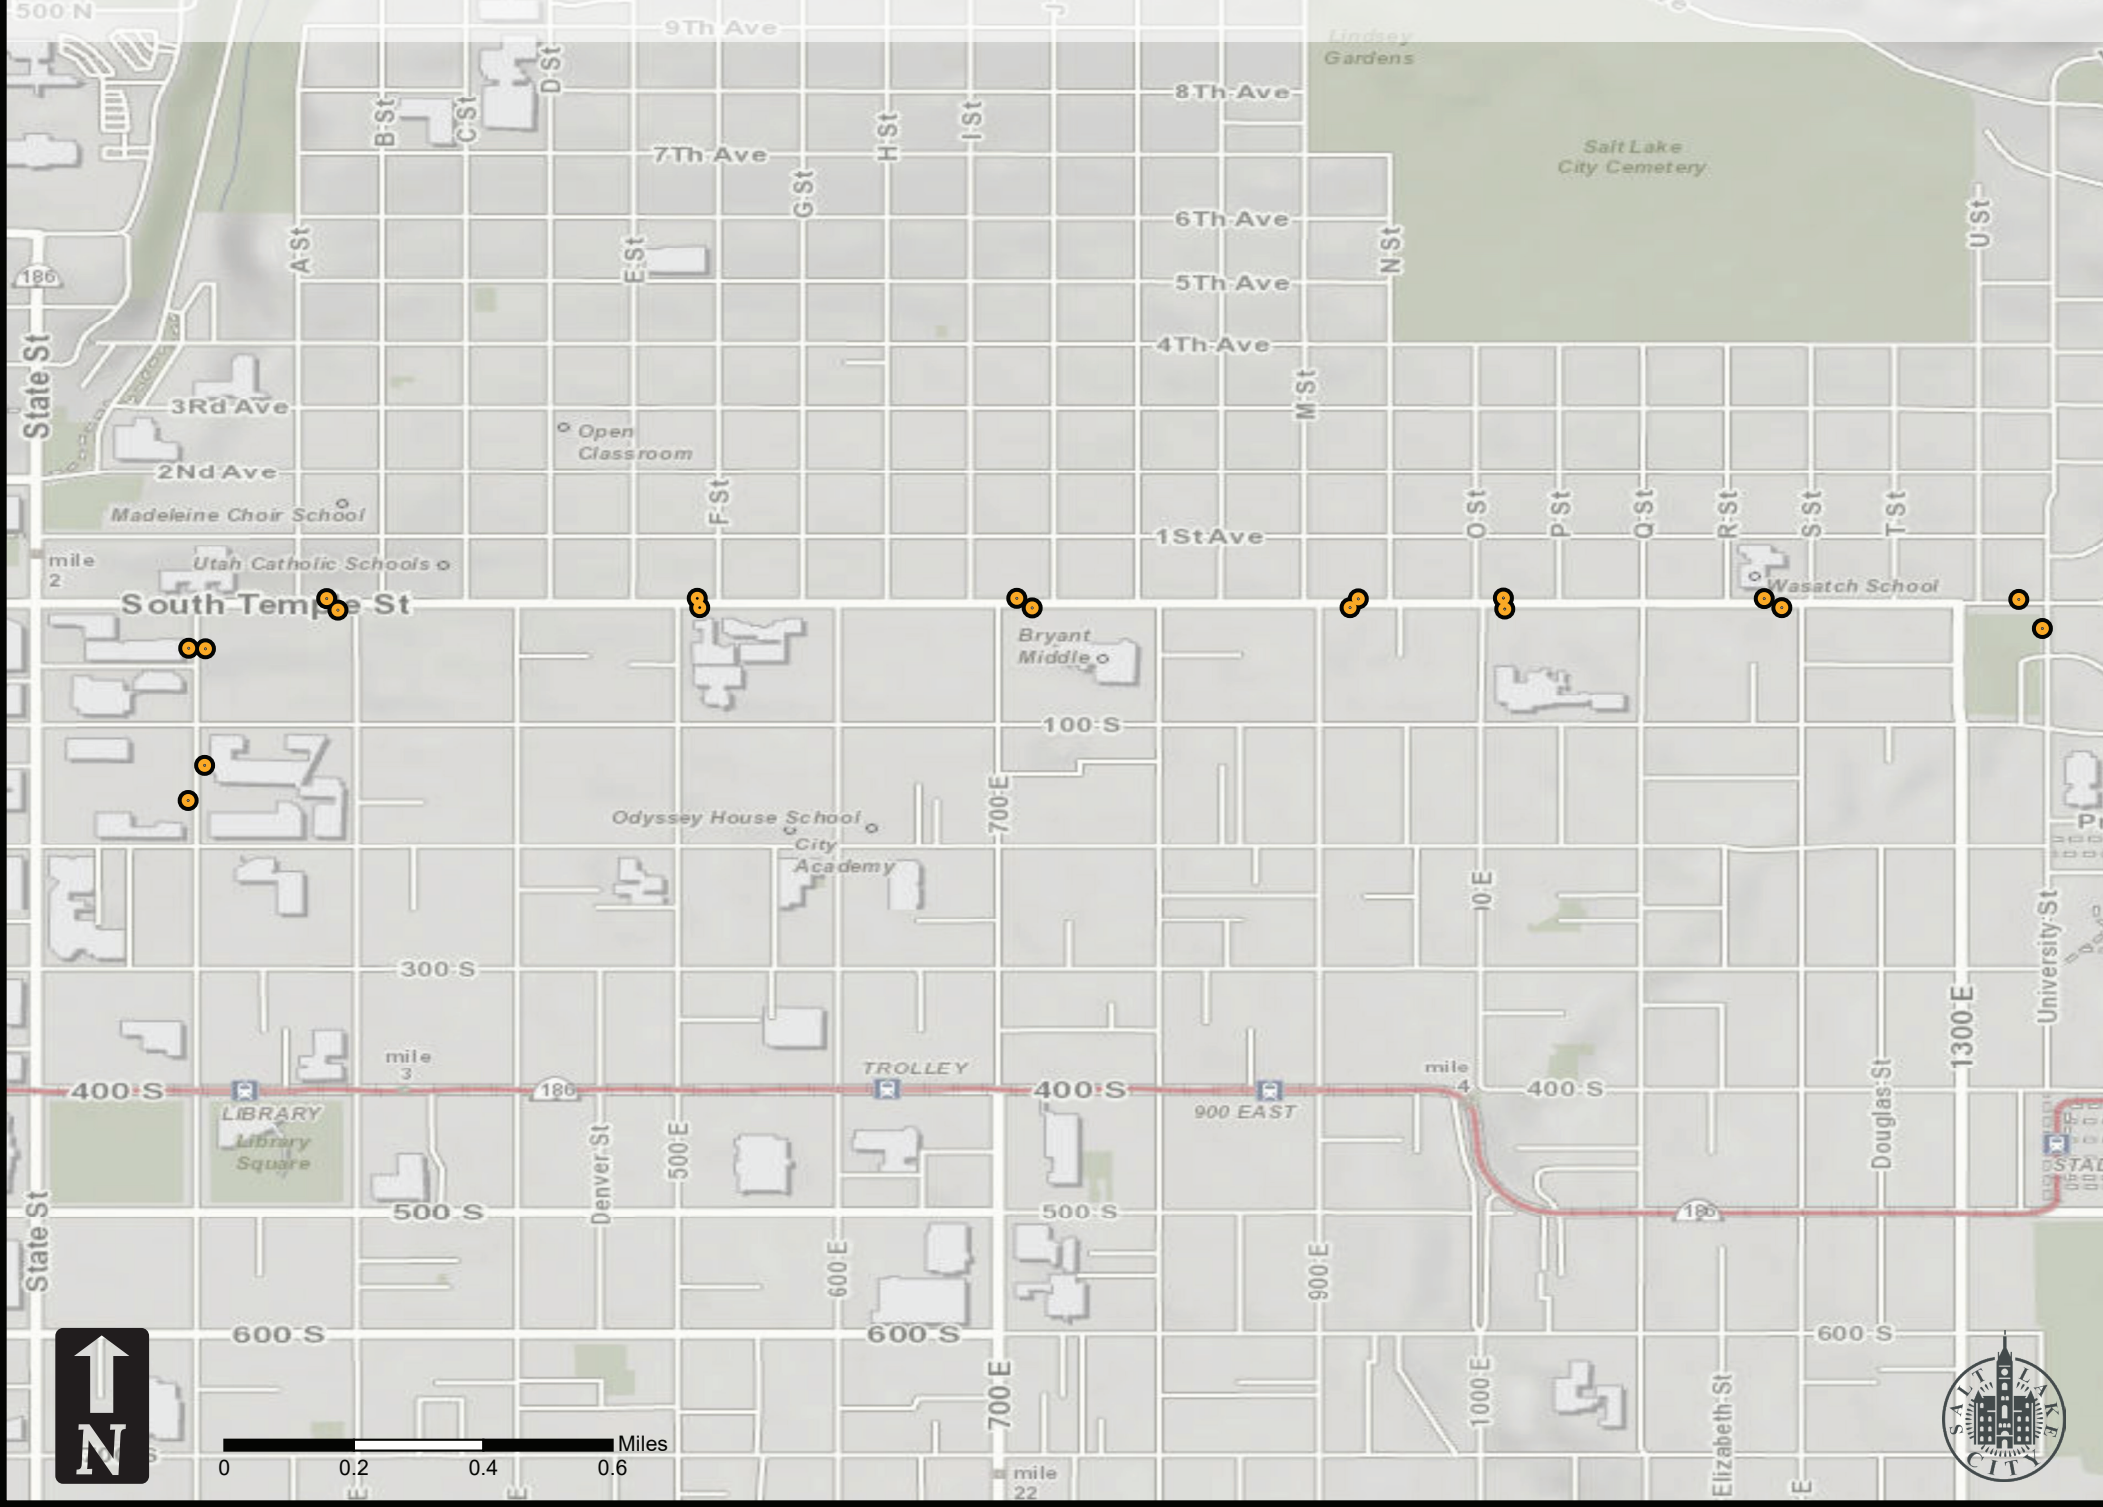 500 N
9Th Ave
Lindsey
Gardens
D St
8Th Ave
B St
C St
H St
I St
7Th Ave
Salt Lake
City Cemetery
G St
6Th Ave
U St
A St
E St
N St
186
5Th Ave
State St
4Th Ave
M St
3Rd Ave
Open
Classroom
2Nd Ave
F St
O St
P St
Q St
R St
S St
T St
Madeleine Choir School
1St Ave
mile
2
Utah Catholic Schools
Wasatch School
South Temple St
Bryant
Middle
100 S
700 E
Odyssey House School
City
Academy
University St
300 S
1300 E
mile
3
TROLLEY
mile
4
Douglas St
400 S
186
400 S
400 S
LIBRARY
900 EAST
Library
Square
Denver St
500 E
State St
500 S
500 S
186
600 E
900 E
600 S
600 S
600 S
700 E
1000 E
Elizabeth St
N
Miles
0
0.2
0.4
0.6
mile
22
SALT LAKE
CITY